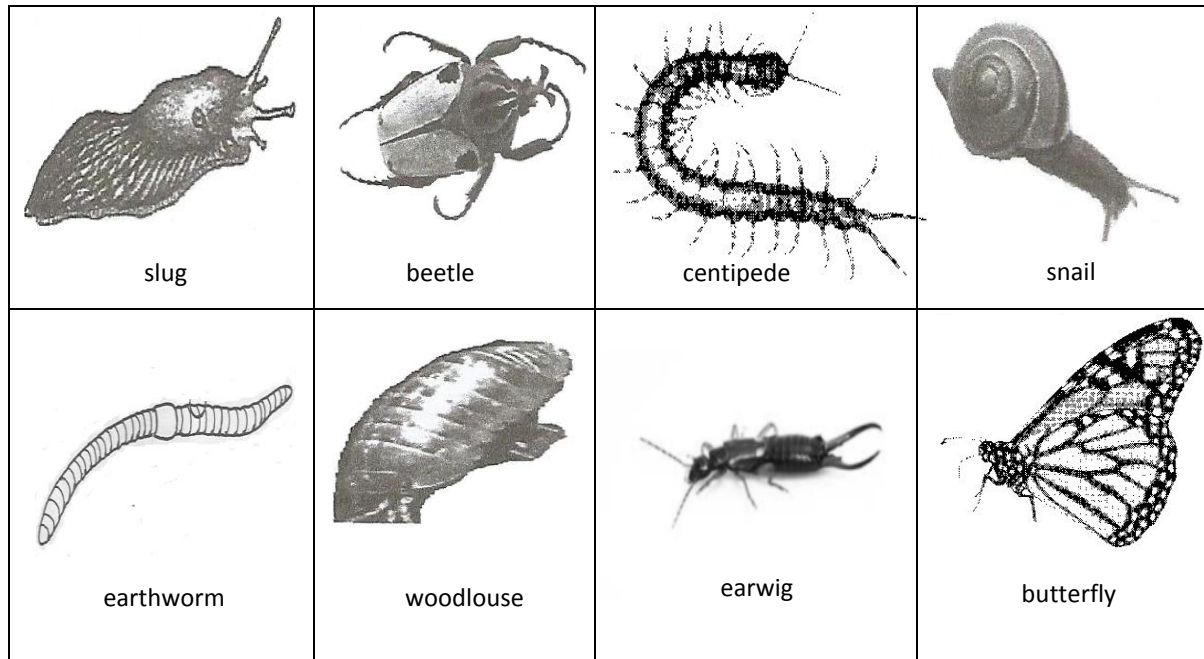 slug
beetle
centipede
snail
earthworm
woodlouse
earwig
butterfly